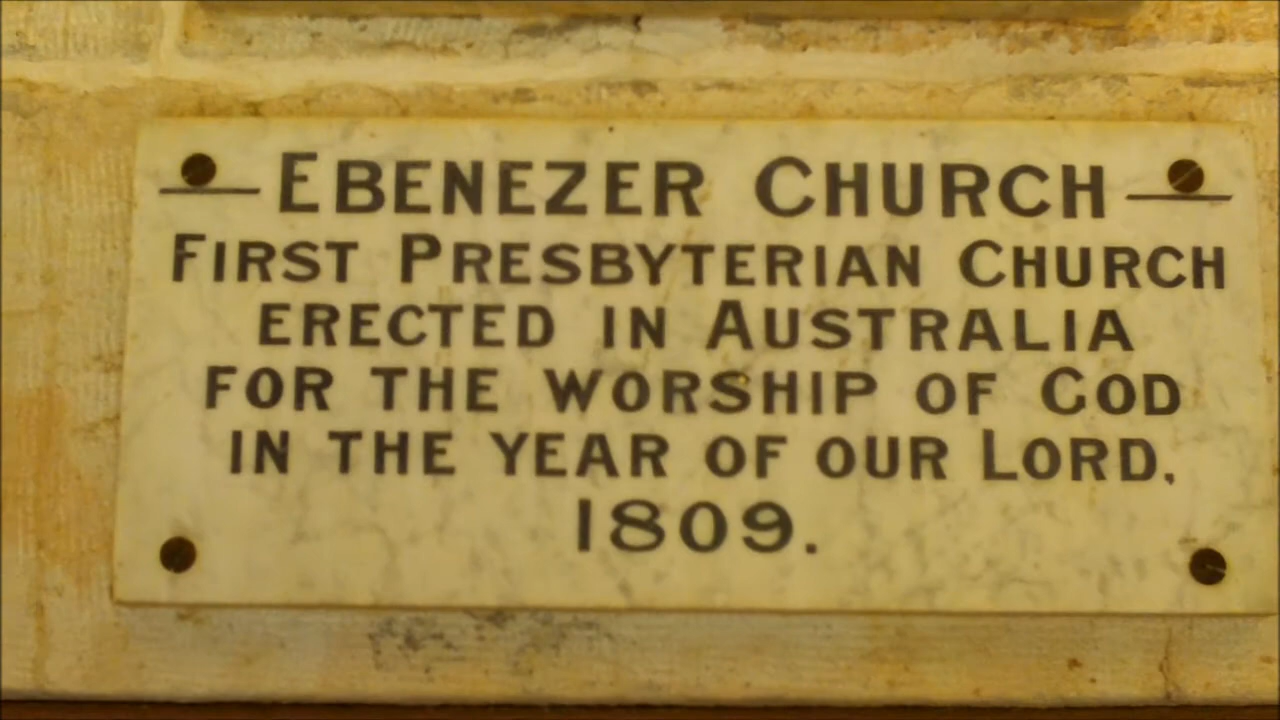 EBENEZER CHURCH
FIRST PRESBYTERIAN CHURCH
ERECTED IN AUSTRALIA
FOR THE WORSHIP OF GOD
IN THE YEAR OF OUR LORD,
1809.